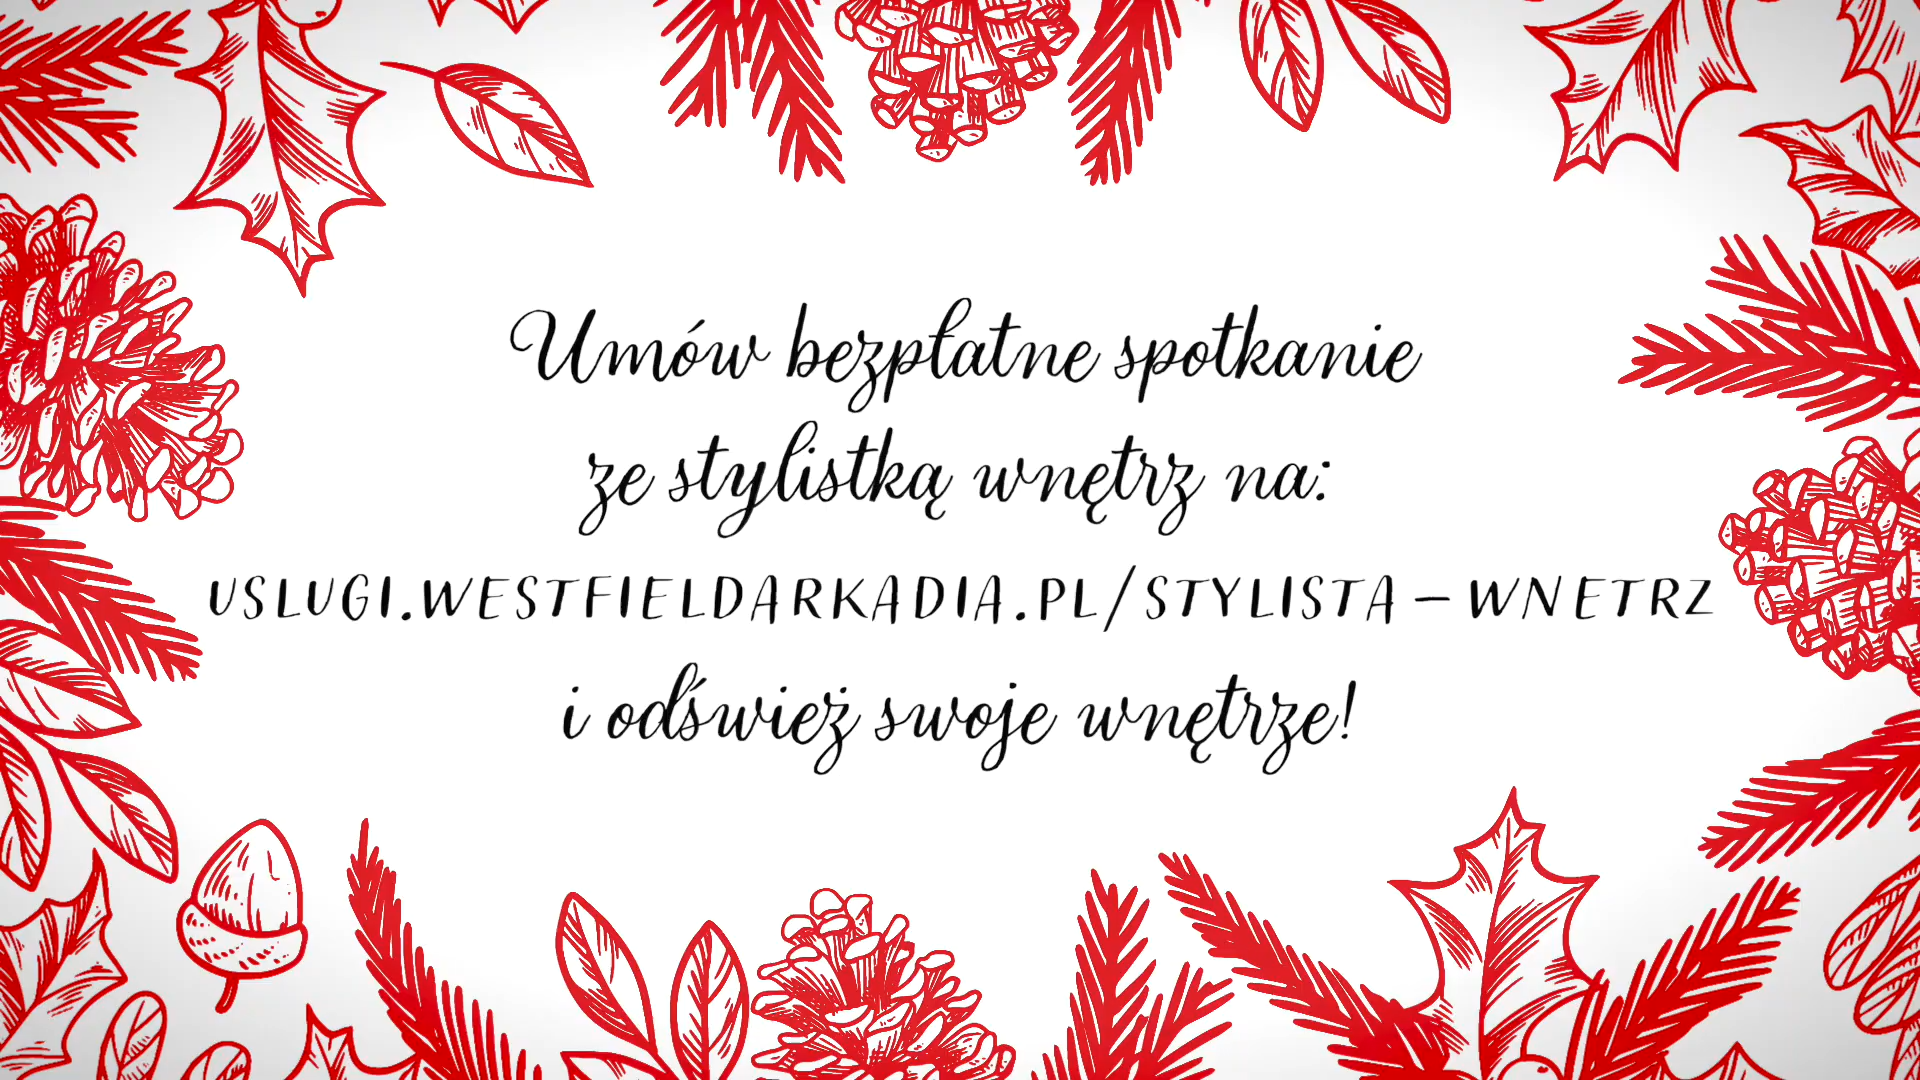 Umów bezpłatne spotkanie
ze stylistką wnętrz na:
USLUGI.WESTFIELDARKADIA.PL/STYLISTA-WNETRZ
i odśwież swoje wnętrze!